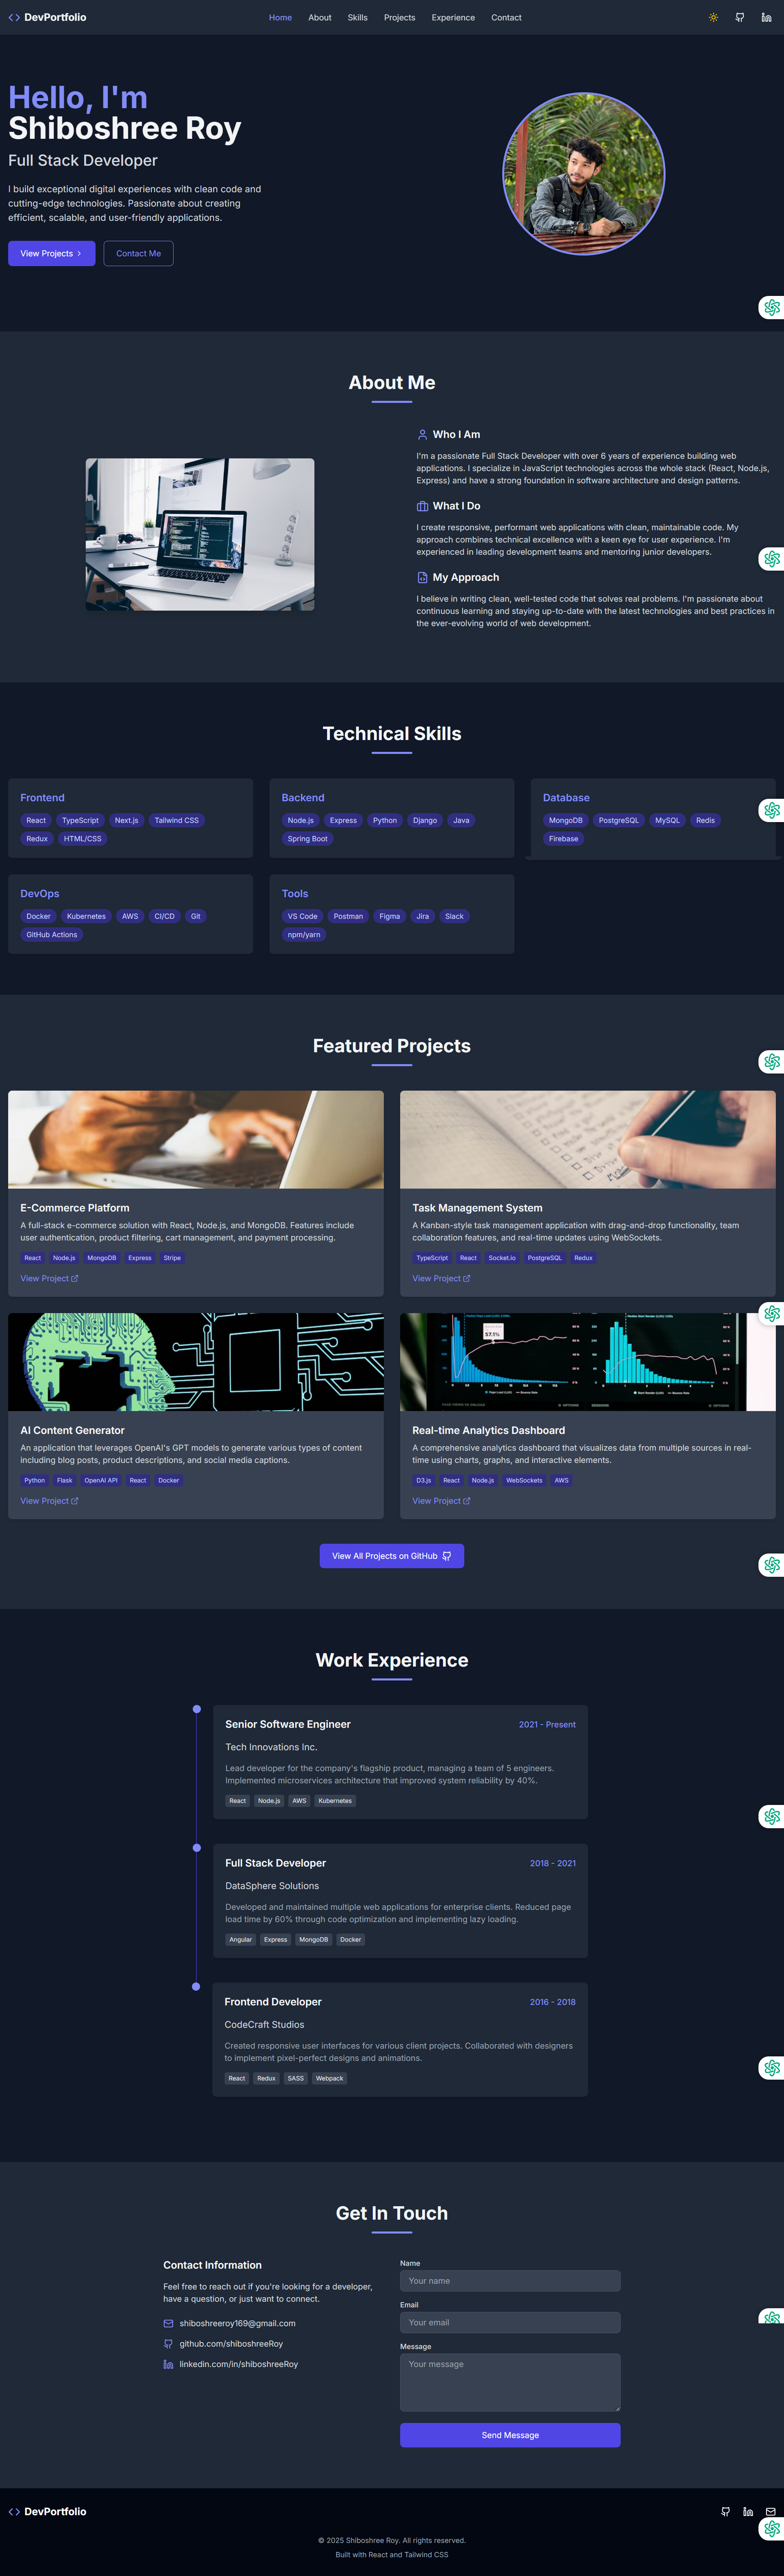 DevPortfolio
Home About Skills Projects Experience Contact
Hello, I'm
Shiboshree Roy
Full Stack Developer
I build exceptional digital experiences with clean code and
cutting-edge technologies. Passionate about creating
efficient, scalable, and user-friendly applications.
View Projects
Contact Me
About Me
Who I Am
I'm a passionate Full Stack Developer with over 6 years of experience building web
applications. I specialize in JavaScript technologies across the whole stack (React, Node.js,
Express) and have a strong foundation in software architecture and design patterns.
What I Do
I create responsive, performant web applications with clean, maintainable code. My
approach combines technical excellence with a keen eye for user experience. I'm
experienced in leading development teams and mentoring junior developers.
My Approach
I believe in writing clean, well-tested code that solves real problems. I'm passionate about
continuous learning and staying up-to-date with the latest technologies and best practices in
the ever-evolving world of web development.
Technical Skills
Frontend
React TypeScript Next.js Tailwind CSS
Redux HTML/CSS
Backend
Node.js Express Python Django Java
Spring Boot
Database
MongoDB PostgreSQL MySQL Redis
Firebase
DevOps
Docker Kubernetes AWS CI/CD Git
GitHub Actions
Tools
VS Code Postman Figma Jira Slack
npm/yarn
Featured Projects
E-Commerce Platform
A full-stack e-commerce solution with React, Node.js, and MongoDB. Features include
user authentication, product filtering, cart management, and payment processing.
React Node.js MongoDB Express Stripe
View Project
Task Management System
A Kanban-style task management application with drag-and-drop functionality, team
collaboration features, and real-time updates using WebSockets.
TypeScript React Socket.io PostgreSQL Redux
View Project
AI Content Generator
An application that leverages OpenAI's GPT models to generate various types of content
including blog posts, product descriptions, and social media captions.
Python Flask OpenAI API React Docker
View Project
57.1%
Real-time Analytics Dashboard
A comprehensive analytics dashboard that visualizes data from multiple sources in real-
time using charts, graphs, and interactive elements.
D3.js React Node.js WebSockets AWS
View Project
View All Projects on GitHub
Work Experience
Senior Software Engineer
2021 - Present
Tech Innovations Inc.
Lead developer for the company's flagship product, managing a team of 5 engineers.
Implemented microservices architecture that improved system reliability by 40%.
React Node.js AWS Kubernetes
Full Stack Developer
2018 - 2021
DataSphere Solutions
Developed and maintained multiple web applications for enterprise clients. Reduced page
load time by 60% through code optimization and implementing lazy loading.
Angular Express MongoDB Docker
Frontend Developer
2016 - 2018
CodeCraft Studios
Created responsive user interfaces for various client projects. Collaborated with designers
to implement pixel-perfect designs and animations.
React Redux SASS Webpack
Get In Touch
Contact Information
Feel free to reach out if you're looking for a developer,
have a question, or just want to connect.
shiboshreeroy169@gmail.com
github.com/shiboshreeRoy
linkedin.com/in/shiboshreeRoy
Name
Your name
Email
Your email
Message
Your message
Send Message
DevPortfolio
© 2025 Shiboshree Roy. All rights reserved.
Built with React and Tailwind CSS